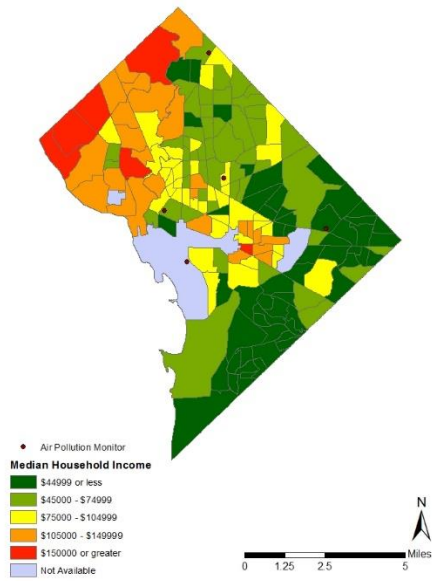 Air Pollution Monitor
Median Household Income
$44999 or less
$45000 - $74999
$75000 - $104999
$105000 - $149999
$150000 or greater
Not Available
N
Miles
0 1.25 2.5 5